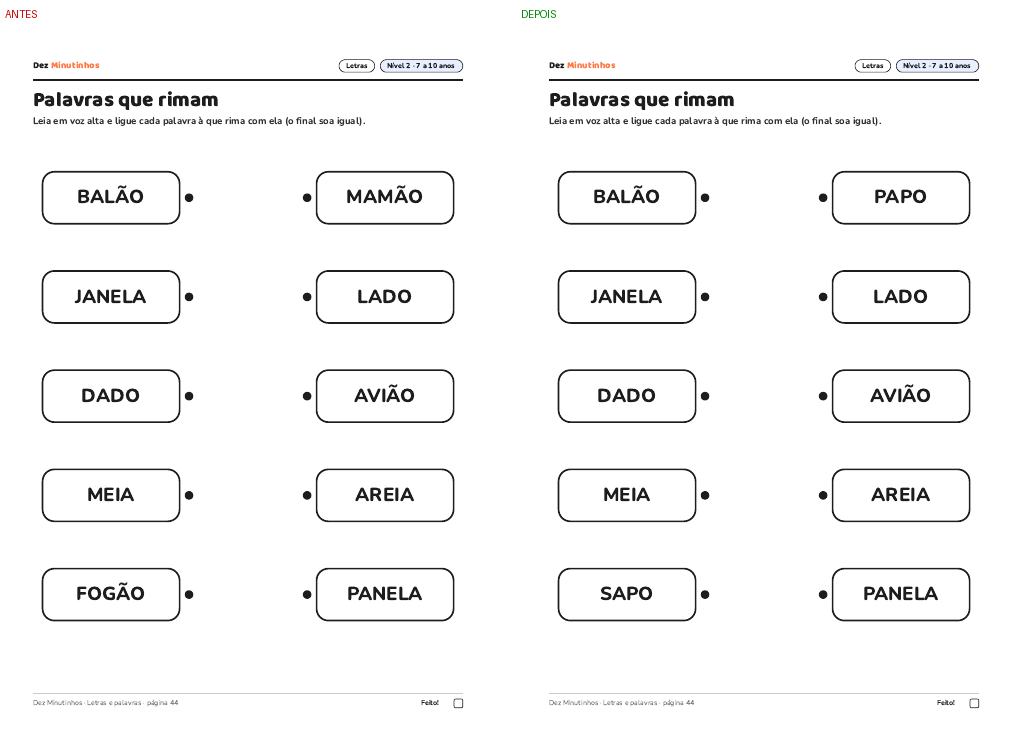 ANTES
Dez Minutinhos
Letras
Nível 2 · 7 a 10 anos
Palavras que rimam
Leia em voz alta e ligue cada palavra à que rima com ela (o final soa igual).
BALÃO
MAMÃO
JANELA
LADO
DADO
AVIÃO
MEIA
AREIA
FOGÃO
PANELA
Dez Minutinhos · Letras e palavras · página 44
Feito!
DEPOIS
Dez Minutinhos
Letras
Nível 2 · 7 a 10 anos
Palavras que rimam
Leia em voz alta e ligue cada palavra à que rima com ela (o final soa igual).
BALÃO
PAPO
JANELA
LADO
DADO
AVIÃO
MEIA
AREIA
SAPO
PANELA
Dez Minutinhos · Letras e palavras · página 44
Feito!